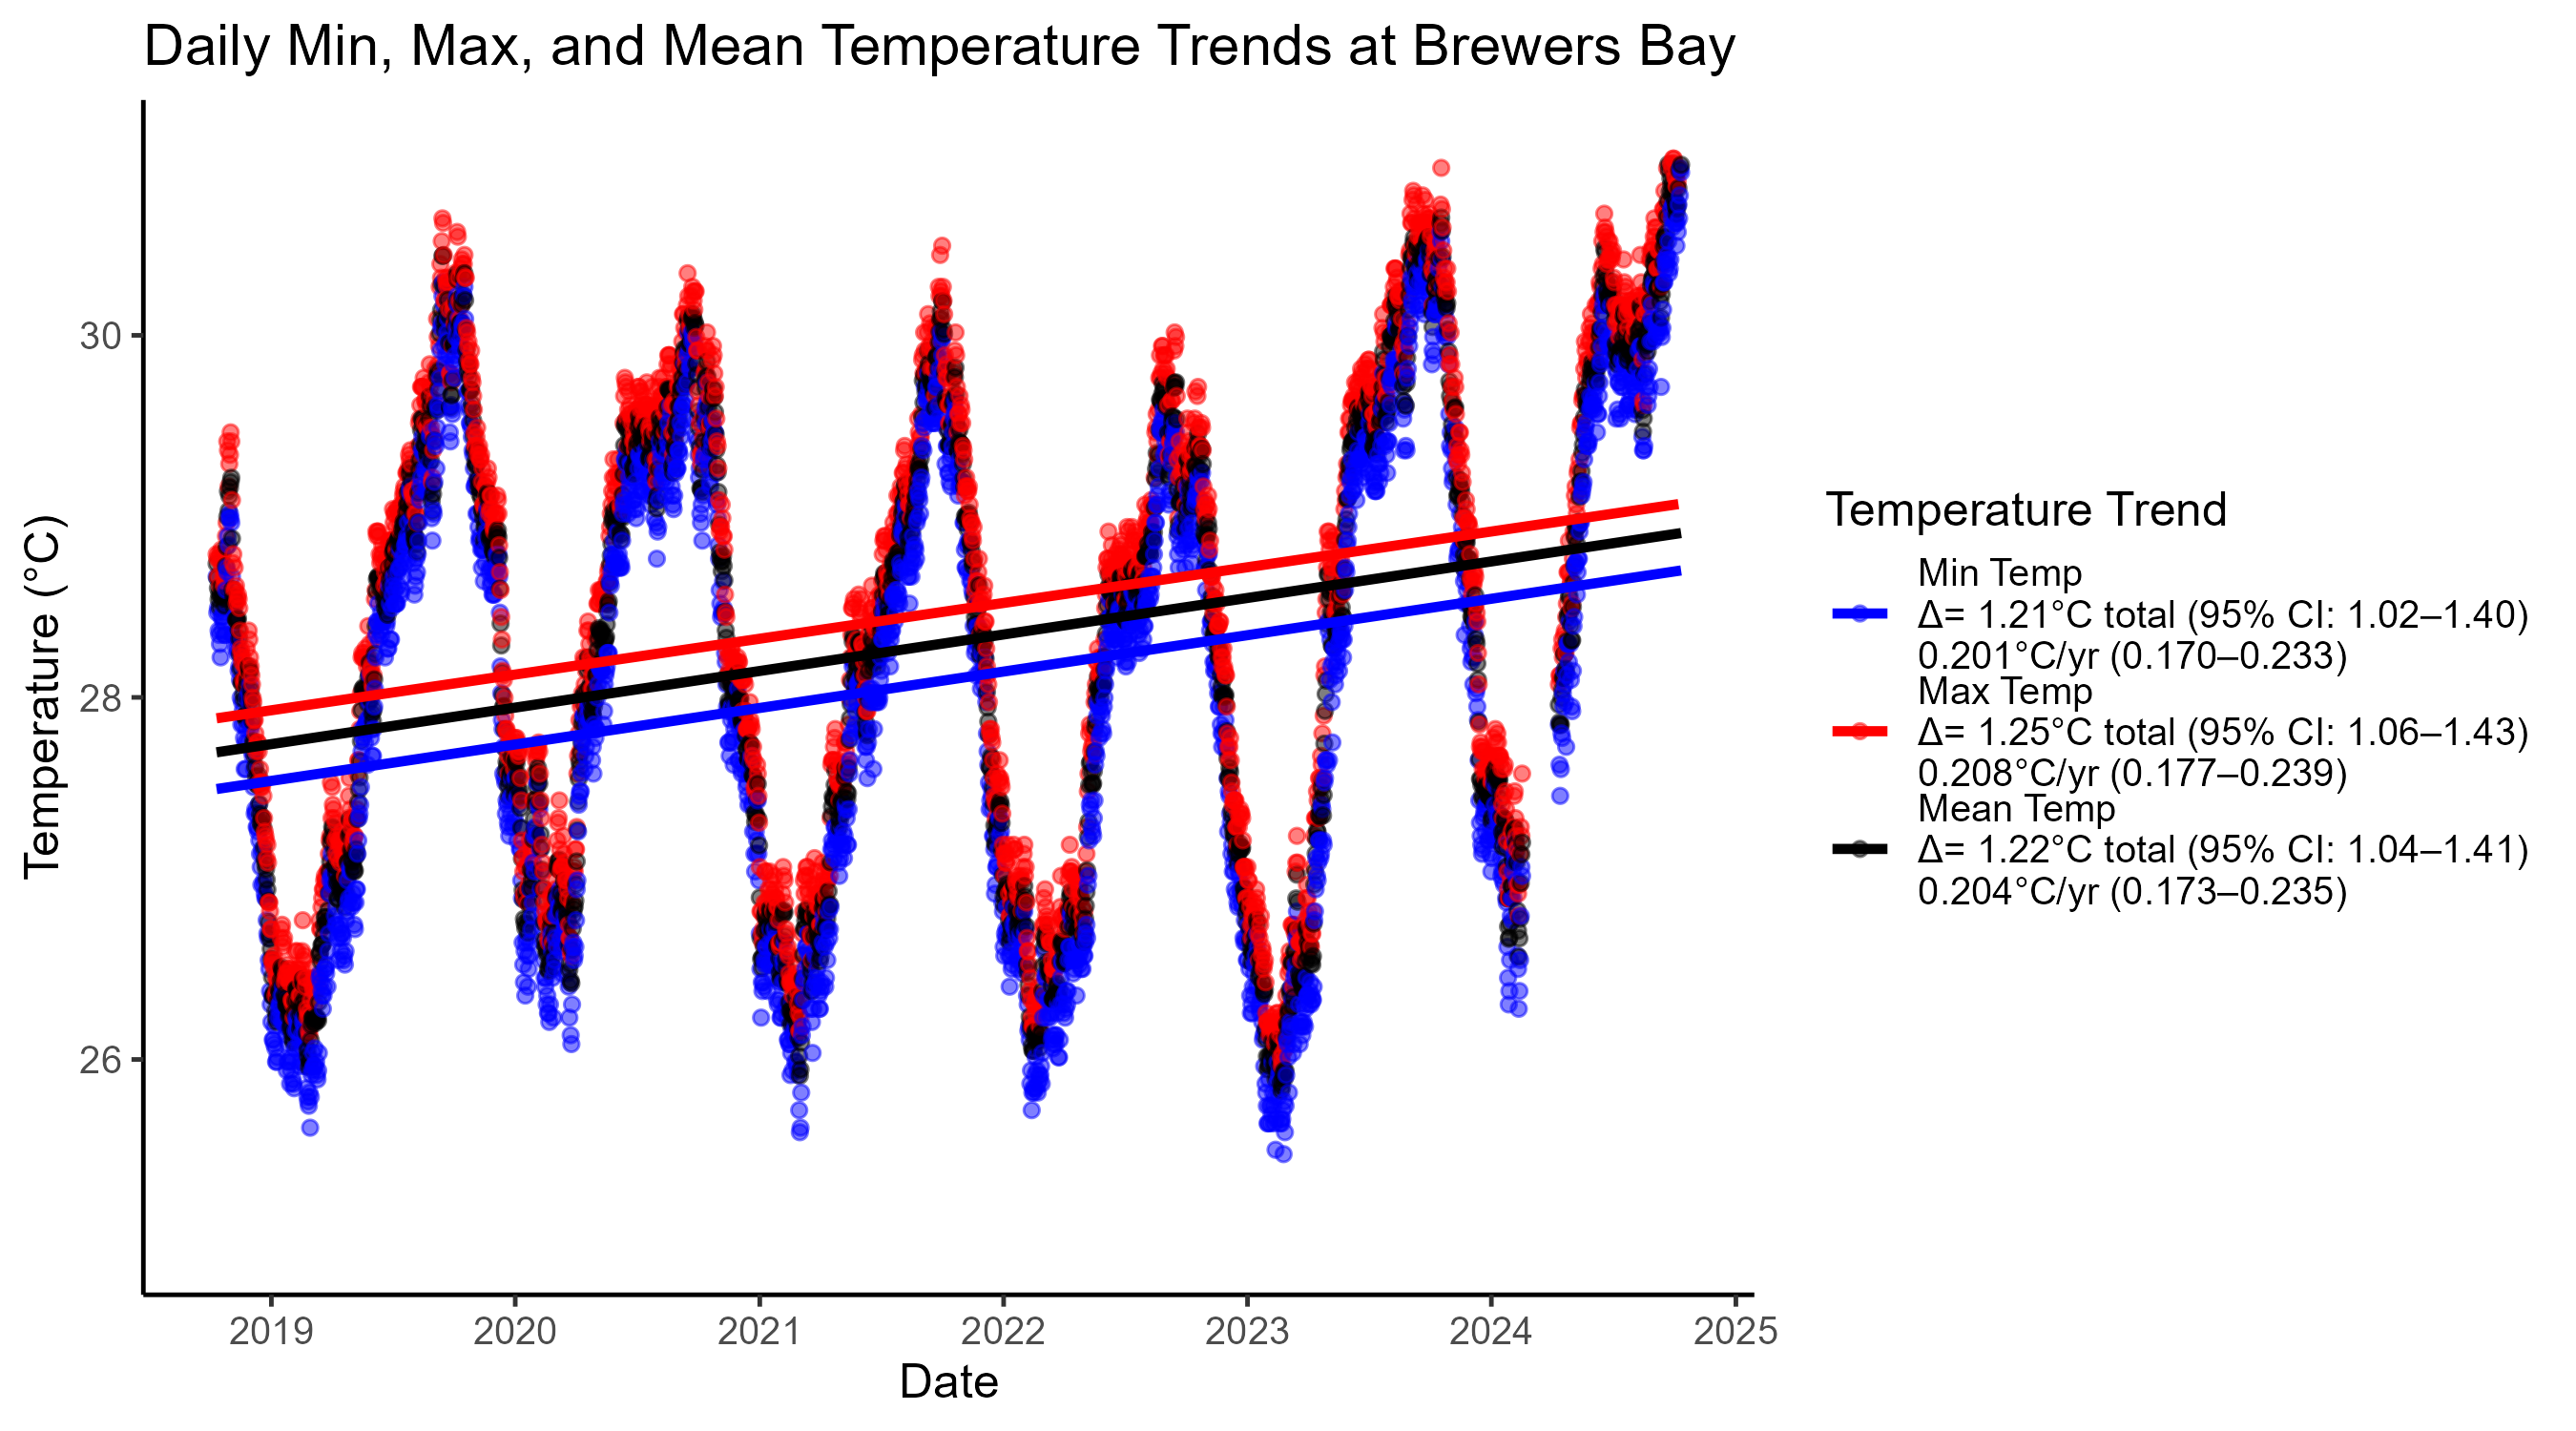 Daily Min, Max, and Mean Temperature Trends at Brewers Bay
Temperature (°C)
30
28
26
2019
2020
2021
2022
2023
2024
2025
Date
Temperature Trend
Min Temp
Δ= 1.21°C total (95% CI: 1.02–1.40)
0.201°C/yr (0.170–0.233)
Max Temp
Δ= 1.25°C total (95% CI: 1.06–1.43)
0.208°C/yr (0.177–0.239)
Mean Temp
Δ= 1.22°C total (95% CI: 1.04–1.41)
0.204°C/yr (0.173–0.235)